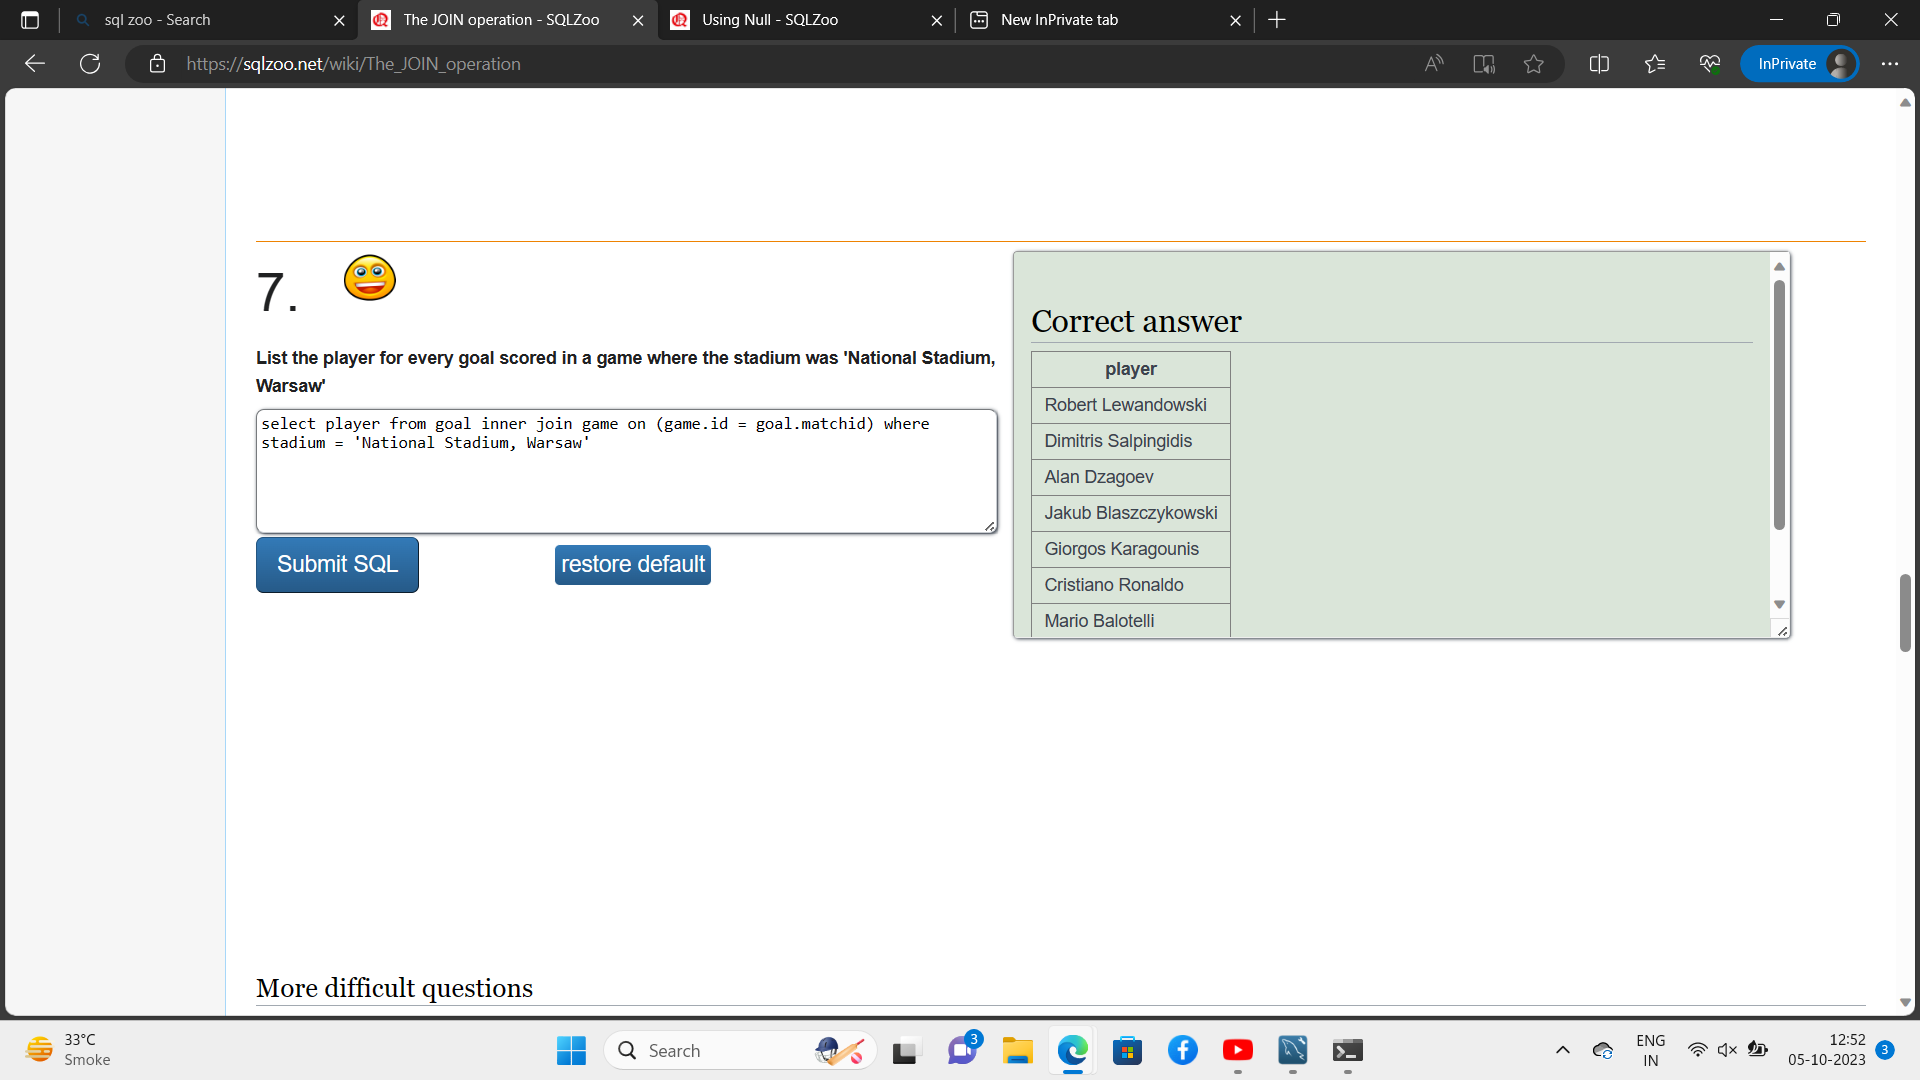 sql zoo - Search
The JOIN operation - SQLZoo
Using Null - SQLZoo
New InPrivate tab
https://sqlzoo.net/wiki/The_JOIN_operation
InPrivate
7.
List the player for every goal scored in a game where the stadium was 'National Stadium,
Warsaw'
select player from goal inner join game on (game.id = goal.matchid) where
stadium = 'National Stadium, Warsaw'
Submit SQL
restore default
Correct answer
player
Robert Lewandowski
Dimitris Salpingidis
Alan Dzagoev
Jakub Blaszczykowski
Giorgos Karagounis
Cristiano Ronaldo
Mario Balotelli
More difficult questions
33°C
Smoke
Search
3
ENG
IN
12:52
05-10-2023
3